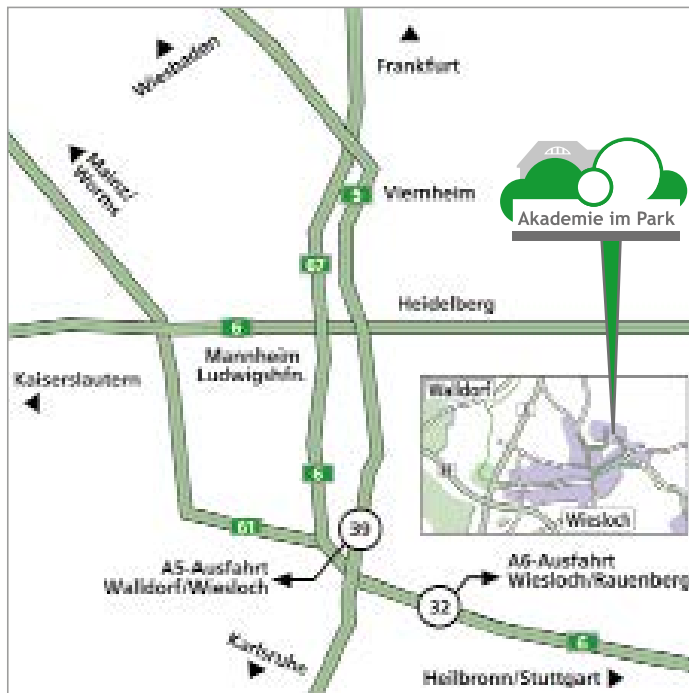 Wiesbaden
Frankfurt
Mainz/
Worms
5
Viernheim
Akademie im Park
67
Heidelberg
6
Mannheim
Ludwigshfn.
Kaiserslautern
Walldorf
6
61
39
Wiesloch
A5-Ausfahrt
Walldorf/Wiesloch
A6-Ausfahrt
Wiesloch/Rauenberg
32
Karlsruhe
6
Heilbronn/Stuttgart